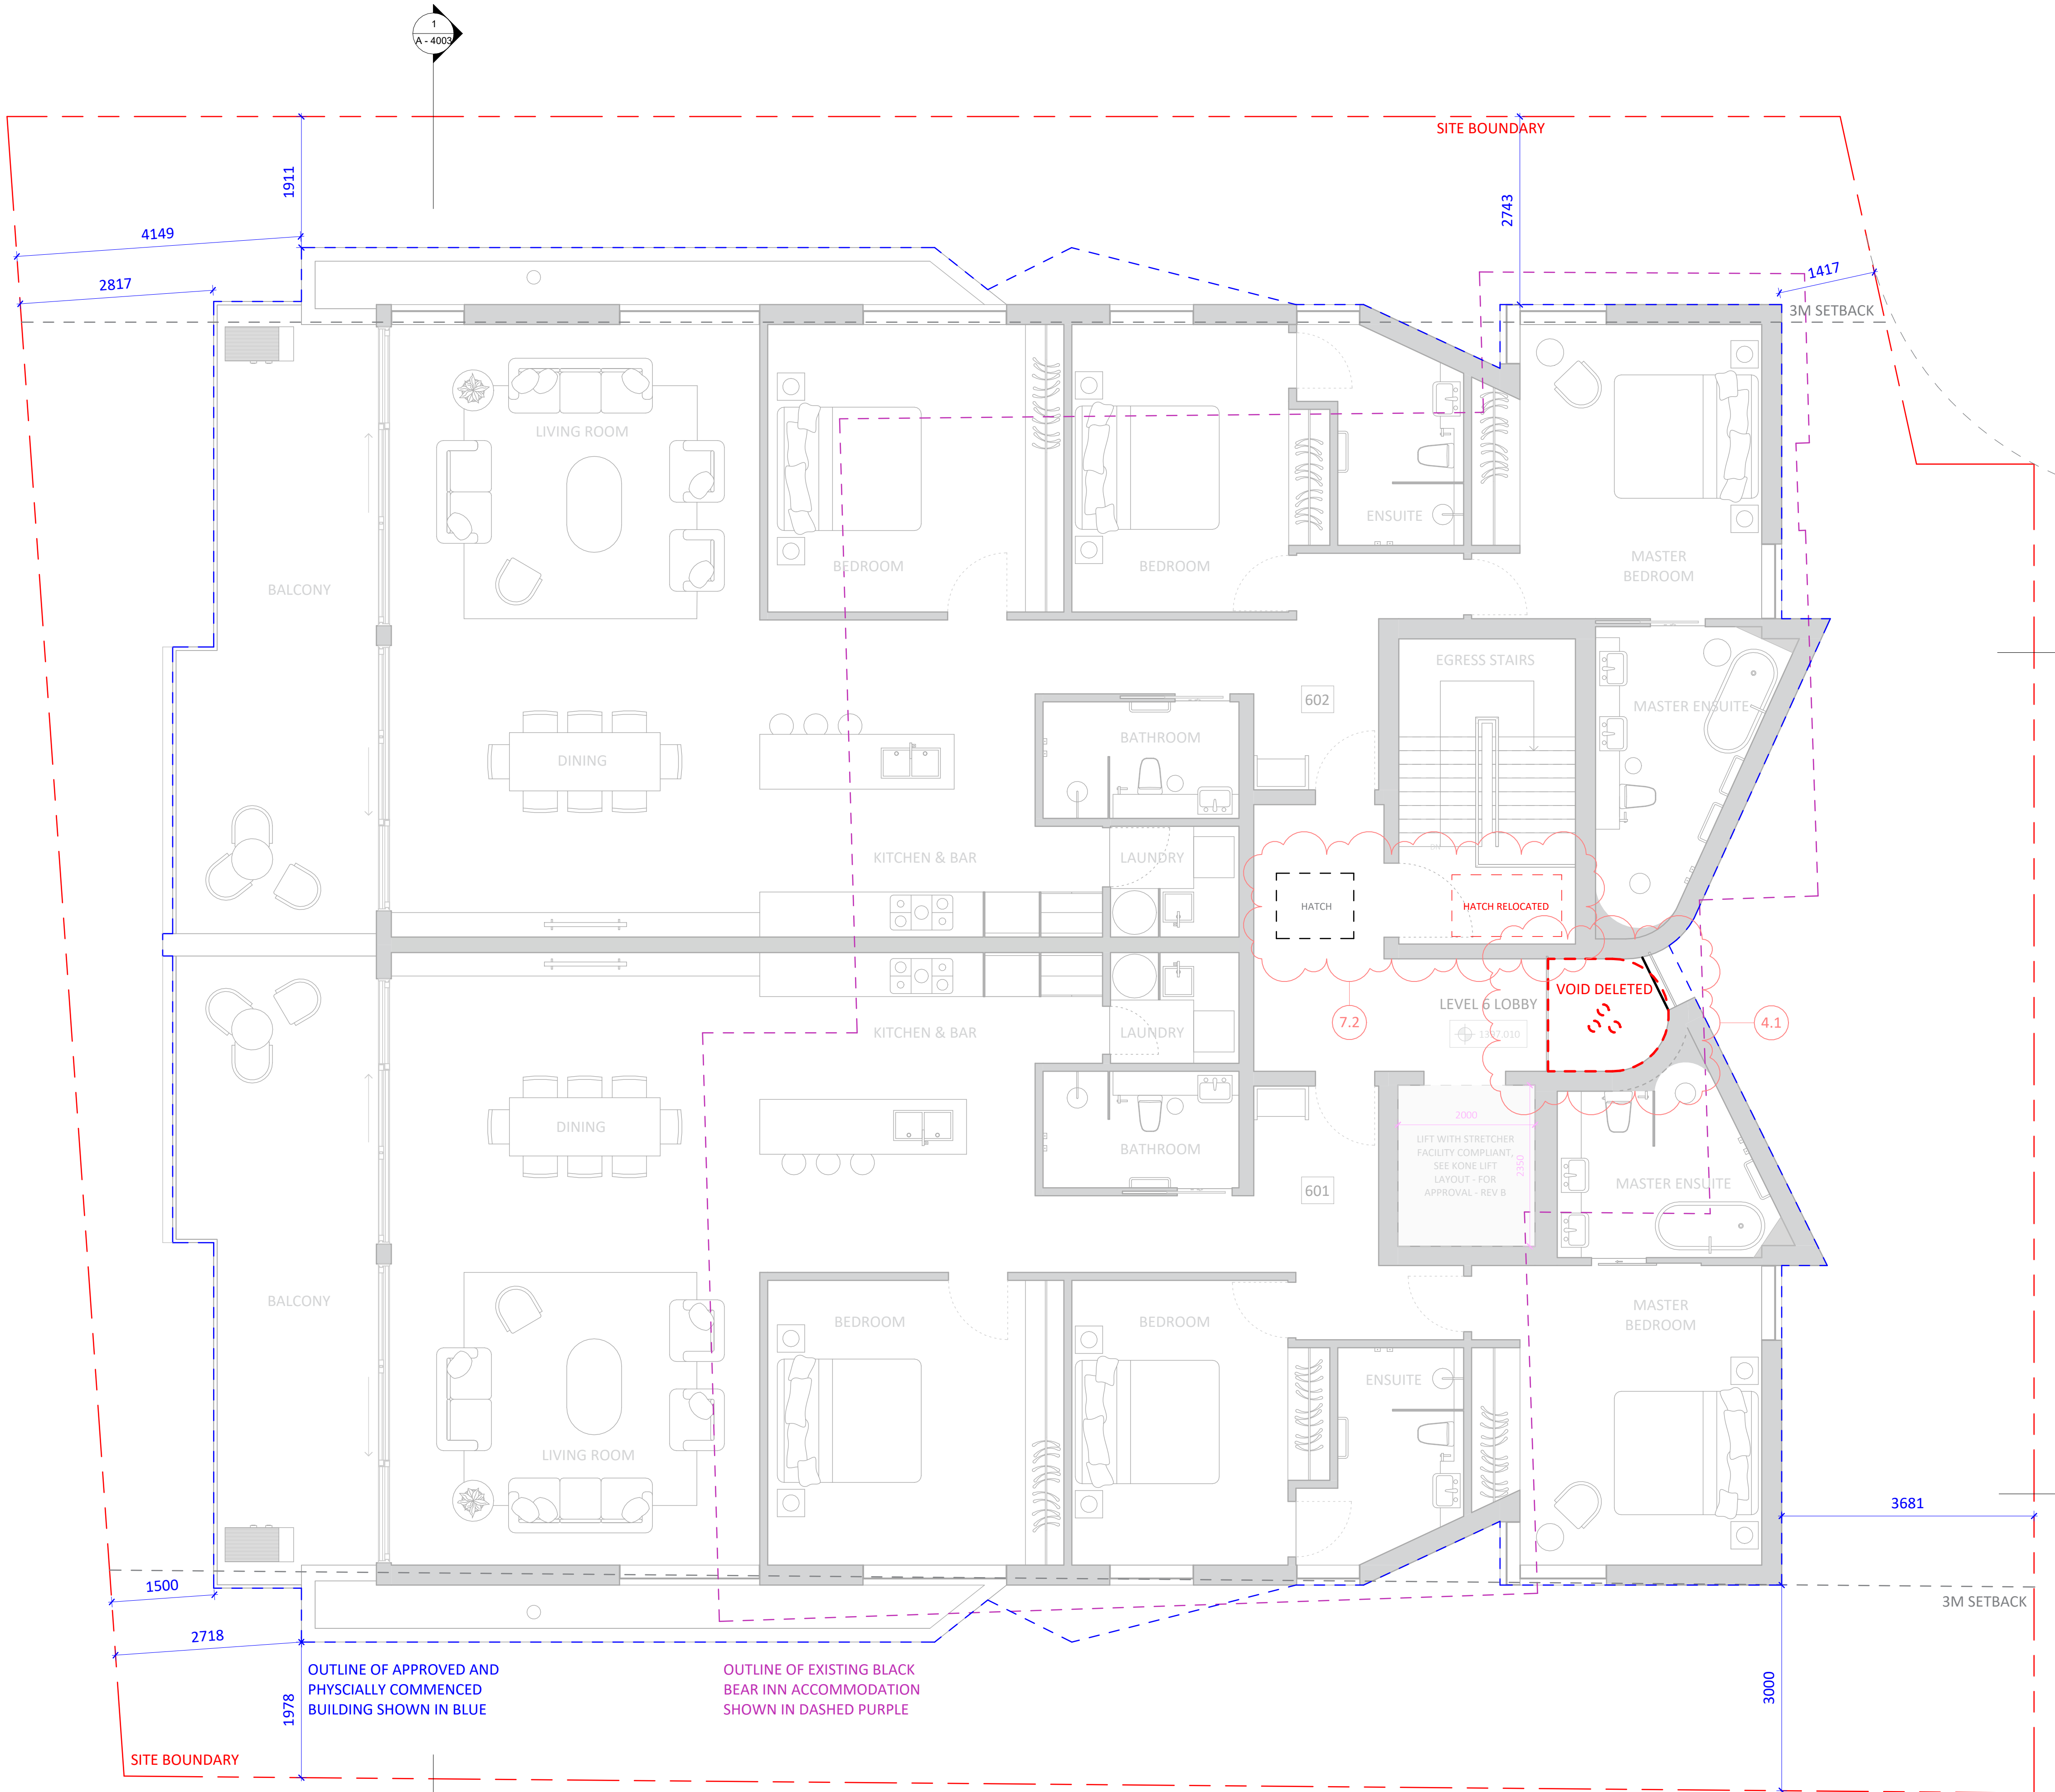 1
A - 4003
SITE BOUNDARY
1911
2743
4149
2817
1417
3M SETBACK
LIVING ROOM
BEDROOM
BEDROOM
ENSUITE
MASTER
BEDROOM
BALCONY
EGRESS STAIRS
602
MASTER ENSUITE
BATHROOM
DINING
KITCHEN & BAR
LAUNDRY
HATCH
HATCH RELOCATED
VOID DELETED
LEVEL 6 LOBBY
7.2
4.1
KITCHEN & BAR
LAUNDRY
2000
DINING
BATHROOM
LIFT WITH STRETCHER
FACILITY COMPLIANT,
SEE KONE LIFT
LAYOUT - FOR
APPROVAL - REV B
2350
601
MASTER ENSUITE
BALCONY
BEDROOM
BEDROOM
MASTER
BEDROOM
ENSUITE
LIVING ROOM
3681
1500
2718
3M SETBACK
OUTLINE OF APPROVED AND
PHYSCIALLY COMMENCED
BUILDING SHOWN IN BLUE
OUTLINE OF EXISTING BLACK
BEAR INN ACCOMMODATION
SHOWN IN DASHED PURPLE
1978
3000
SITE BOUNDARY